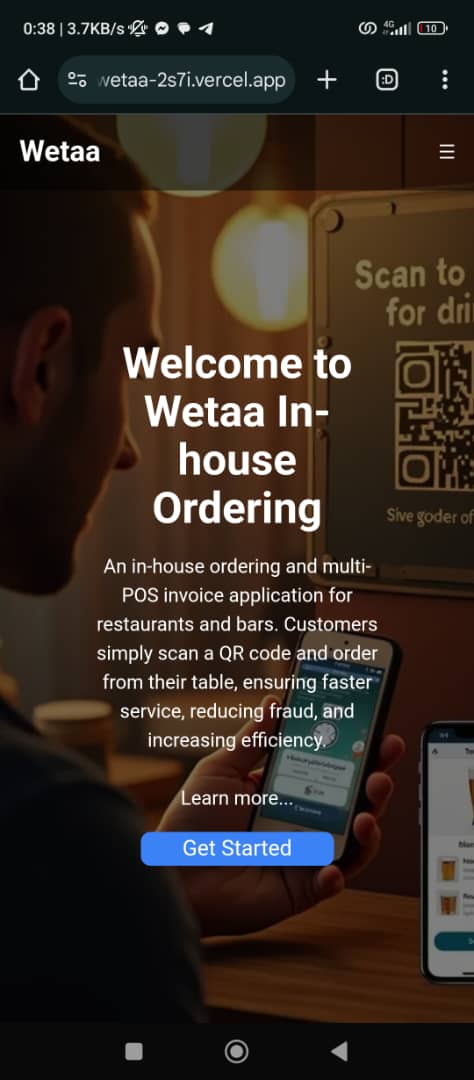 0:38 | 3.7KB/s
4G
10
wetaa-2s7i.vercel.app
:D
Wetaa
Scan to
for dri
Welcome to
Wetaa In-
house
Ordering
Sive goder of
An in-house ordering and multi-
POS invoice application for
restaurants and bars. Customers
simply scan a QR code and order
from their table, ensuring faster
service, reducing fraud, and
increasing efficiency.
Learn more...
Get Started